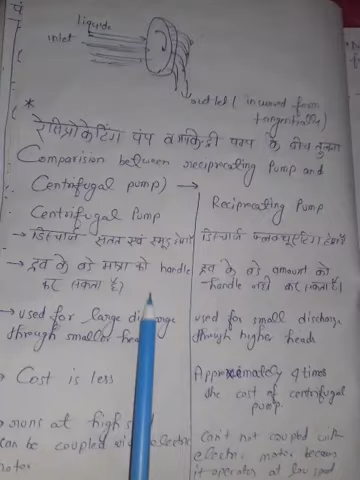 liquide
inlet
outlet ( inward from
tangentially)
*
रेसिप्रोकेटिंग पंप व सेंट्रीफ्यूगल पम्प के बीच तुलना
Comparision between reciprocating Pump and
Centrifugal pump) →
Centrifugal Pump
Reciprocating Pump
→ डिस्चार्ज सतत एवं स्मूथ होगा
डिस्चार्ज फ्लक्चुएटिंग होता है।
→ द्रव के बडे मात्रा को handle
कर सकता है।
द्रव के बडे amount को
handle नहीं कर सकता है।
→ used for large discharge
through smaller
used for small discharge
through higher heads
→ Cost is less
Approximately 4 times
the cost of centrifugal
pump
runs at high
can be coupled electric
motor
Can't not coupled with
electric motor because
it operator at low speed